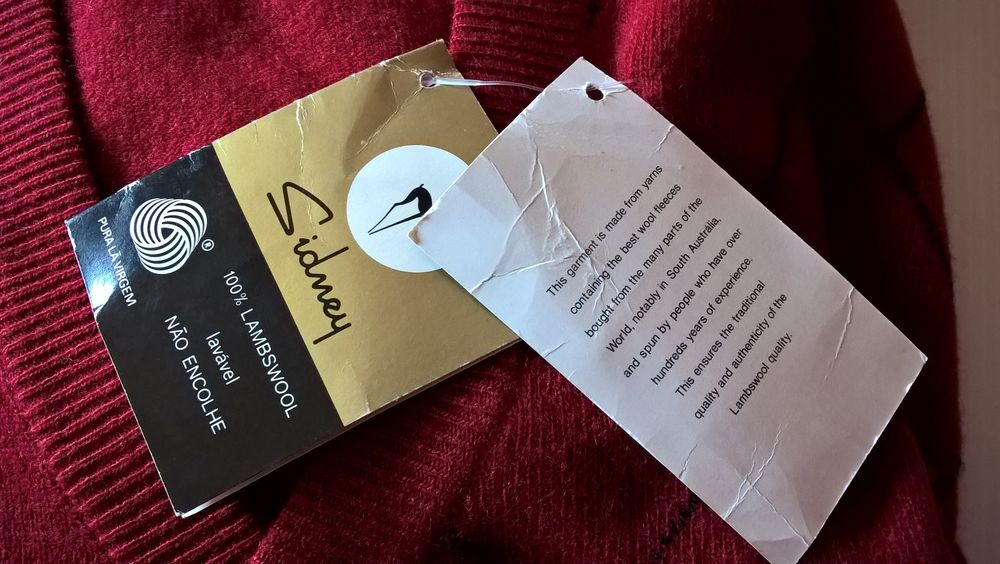 Sidney
PURA LÃ VIRGEM
®
100% LAMBSWOOL
lavável
NÃO ENCOLHE
This garment is made from yarns
containing the best wool fleeces
bought from the many parts of the
World, notably in South Austrália,
and spun by people who have over
hundreds years of experience.
This ensures the traditional
quality and authenticity of the
Lambswool quality.